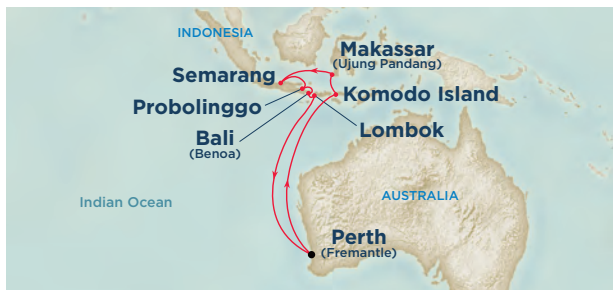 INDONESIA
Makassar
(Ujung Pandang)
Semarang
Komodo Island
Probolinggo
Lombok
Bali
(Benoa)
Indian Ocean
AUSTRALIA
Perth
(Fremantle)